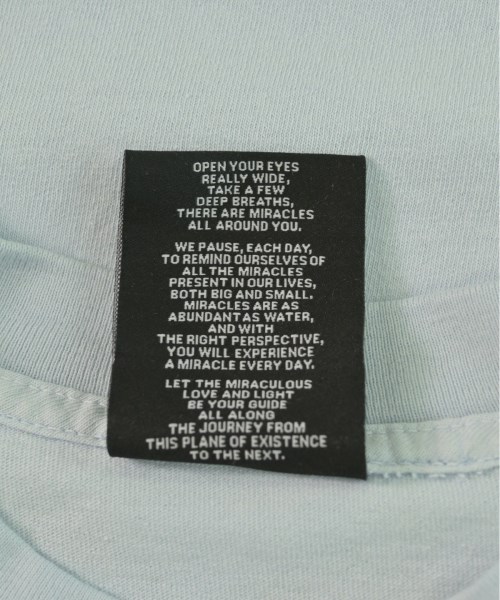 OPEN YOUR EYES
REALLY WIDE,
TAKE A FEW
DEEP BREATHS,
THERE ARE MIRACLES
ALL AROUND YOU.
WE PAUSE, EACH DAY,
TO REMIND OURSELVES OF
ALL THE MIRACLES
PRESENT IN OUR LIVES,
BOTH BIG AND SMALL.
MIRACLES ARE AS
ABUNDANT AS WATER,
AND WITH
THE RIGHT PERSPECTIVE,
YOU WILL EXPERIENCE
A MIRACLE EVERY DAY.
LET THE MIRACULOUS
LOVE AND LIGHT
BE YOUR GUIDE
ALL ALONG
THE JOURNEY FROM
THIS PLANE OF EXISTENCE
TO THE NEXT.